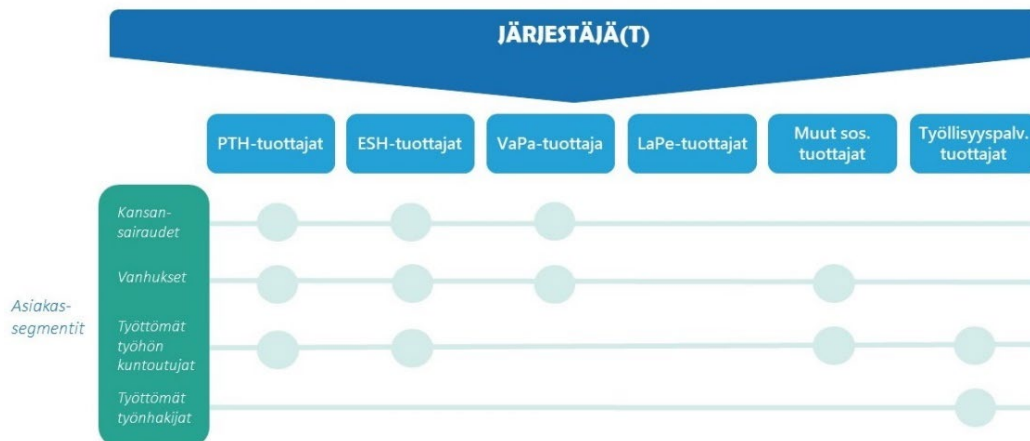 JÄRJESTÄJÄ(T)
PTH-tuottajat
ESH-tuottajat
VaPa-tuottaja
LaPe-tuottajat
Muut sos.
tuottajat
Työllisyyspalv.
tuottajat
Asiakas-
segmentit
Kansan-
sairaudet
Vanhukset
Työttömät
työhön
kuntoutujat
Työttömät
työnhakijat